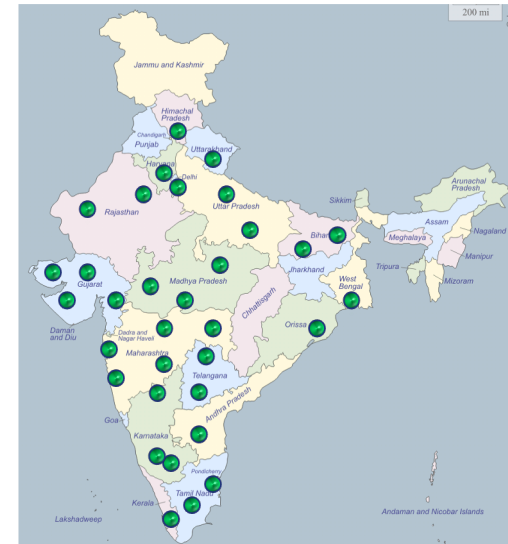 200 mi
Jammu and Kashmir
Himachal
Pradesh
Chandigarh
Punjab
Uttarakhand
Haryana
Delhi
Arunachal
Pradesh
Rajasthan
Uttar Pradesh
Sikkim
Assam
Nagaland
Bihar
Meghalaya
Manipur
Jharkhand
Tripura
Mizoram
Gujarat
Madhya Pradesh
West
Bengal
Chhattisgarh
Daman
and Diu
Dadra and
Nagar Haveli
Orissa
Maharashtra
Telangana
Andhra Pradesh
Goa
Karnataka
Pondicherry
Tamil Nadu
Kerala
Lakshadweep
Andaman and Nicobar Islands